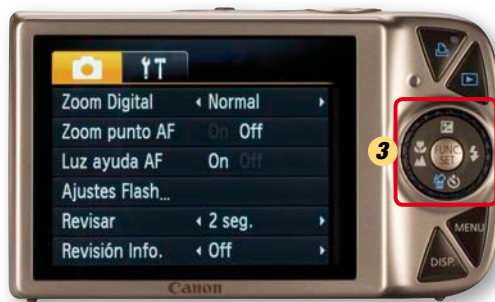 Zoom Digital Normal
Zoom punto AF On Off
Luz ayuda AF On Off
Ajustes Flash...
Revisar 2 seg.
Revisión Info. Off
3
FUNC.
SET
MENU
DISP.
Canon